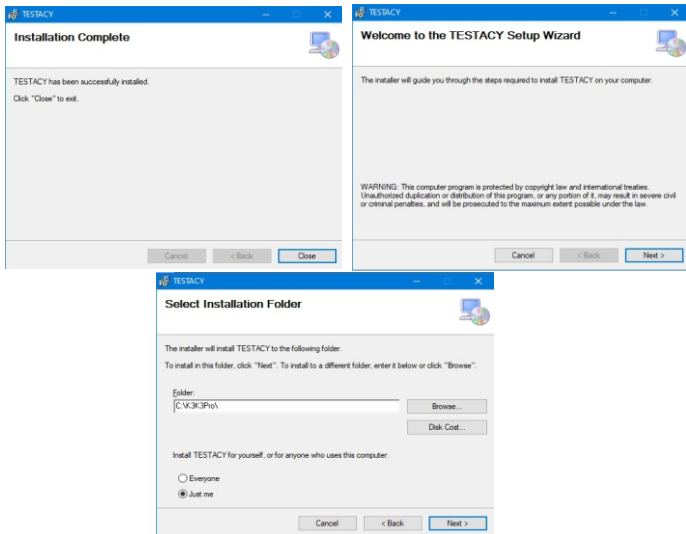 TESTACY
Installation Complete
TESTACY has been successfully installed.
Click "Close" to exit.
Cancel
< Back
Close
TESTACY
Welcome to the TESTACY Setup Wizard
The installer will guide you through the steps required to install TESTACY on your computer.
WARNING: This computer program is protected by copyright law and international treaties.
Unauthorized duplication or distribution of this program, or any portion of it, may result in severe civil
or criminal penalties, and will be prosecuted to the maximum extent possible under the law.
Cancel
< Back
Next >
TESTACY
Select Installation Folder
The installer will install TESTACY to the following folder.
To install in this folder, click "Next". To install to a different folder, enter it below or click "Browse".
Folder:
C:\K3K3Pro\
Browse...
Disk Cost...
Install TESTACY for yourself, or for anyone who uses this computer:
Everyone
Just me
Cancel
< Back
Next >